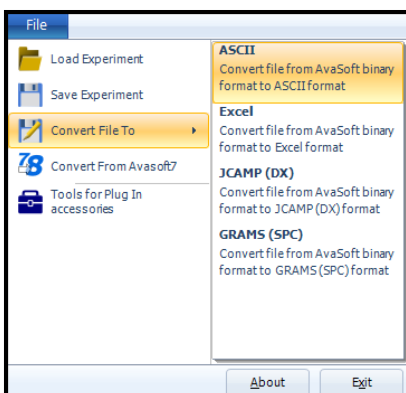 File
Load Experiment
Save Experiment
Convert File To
78 Convert From Avasoft7
Tools for Plug In
accessories
ASCII
Convert file from AvaSoft binary
format to ASCII format
Excel
Convert file from AvaSoft binary
format to Excel format
JCAMP (DX)
Convert file from AvaSoft binary
format to JCAMP (DX) format
GRAMS (SPC)
Convert file from AvaSoft binary
format to GRAMS (SPC) format
About
Exit